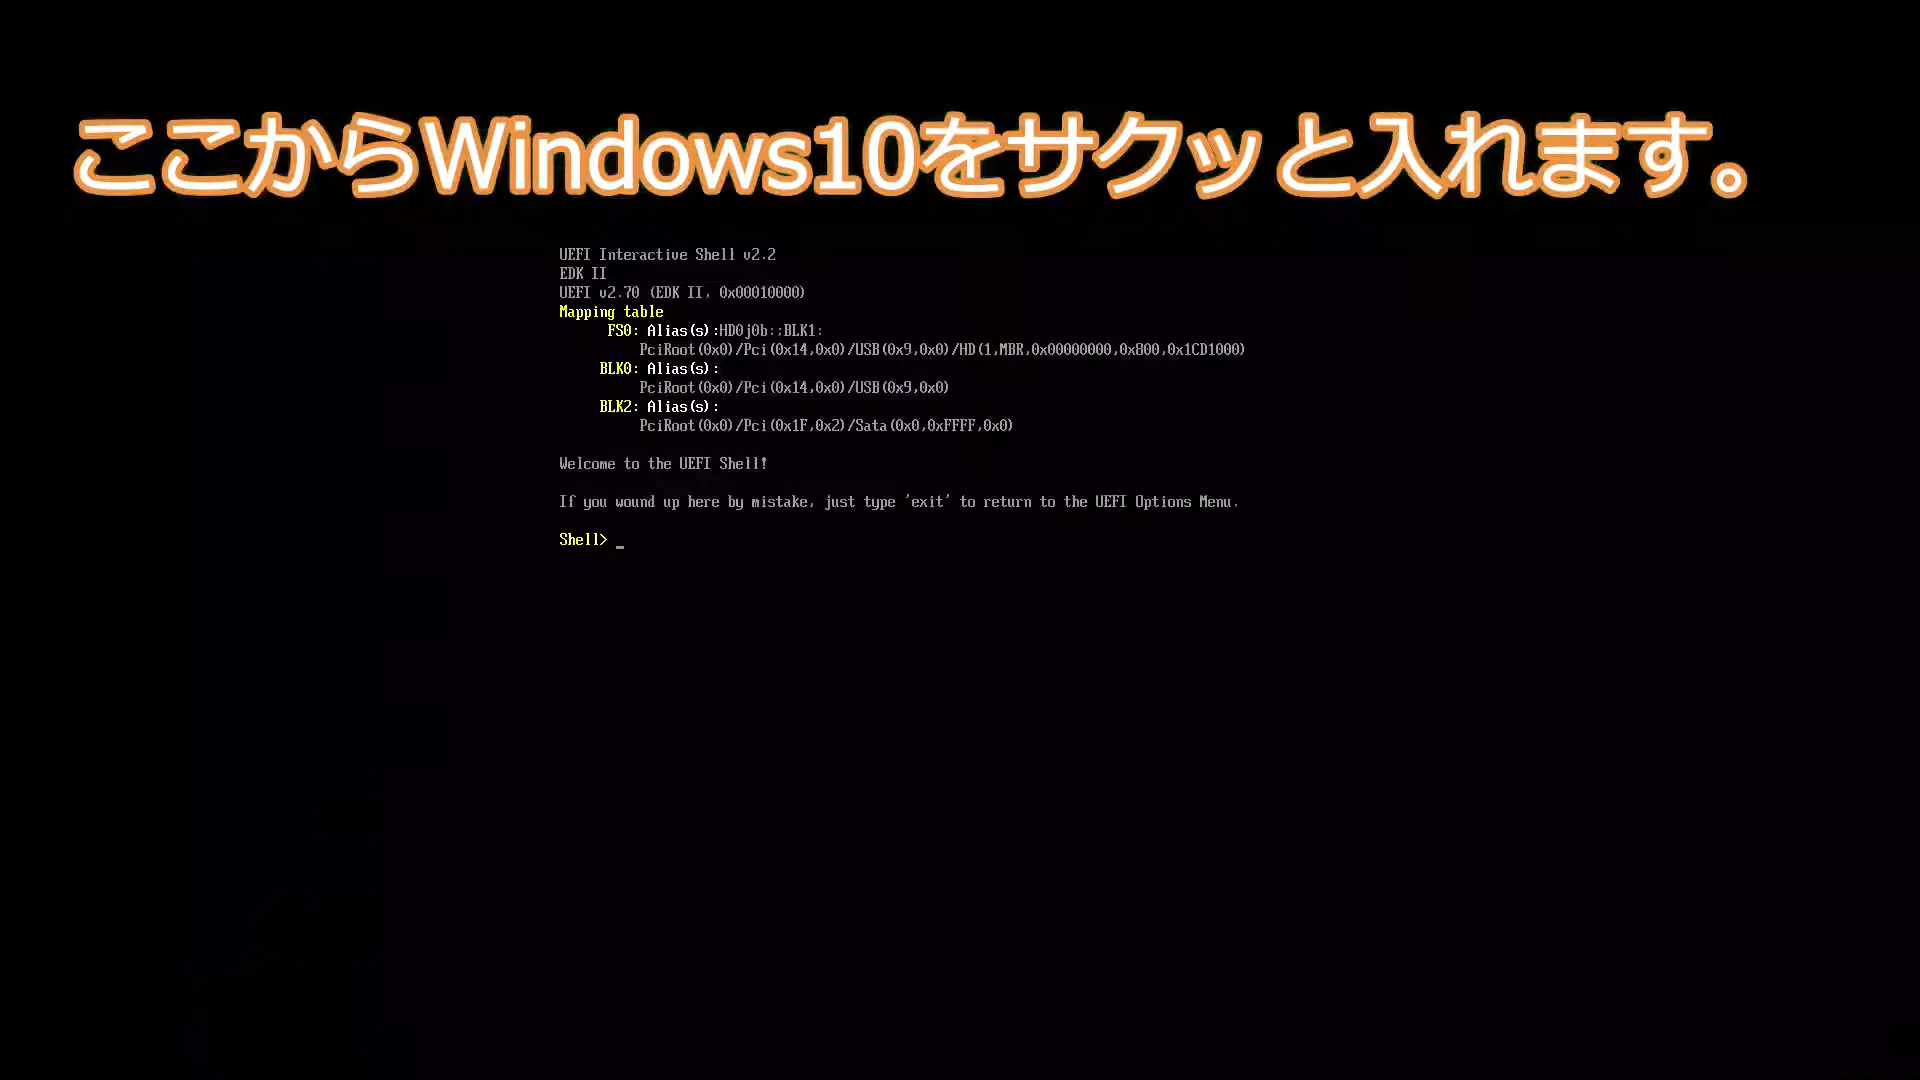 ここからWindows10をサクッと入れます。
UEFI Interactive Shell v2.2
EDK II
UEFI v2.70 (EDK II, 0x00010000)
Mapping table
FS0: Alias(s):HD0j0b:;BLK1:
PciRoot(0x0)/Pci(0x14,0x0)/USB(0x9,0x0)/HD(1,MBR,0x00000000,0x800,0x1CD1000)
BLK0: Alias(s):
PciRoot(0x0)/Pci(0x14,0x0)/USB(0x9,0x0)
BLK2: Alias(s):
PciRoot(0x0)/Pci(0x1F,0x2)/Sata(0x0,0xFFFF,0x0)
Welcome to the UEFI Shell!
If you wound up here by mistake, just type 'exit' to return to the UEFI Options Menu.
Shell> _